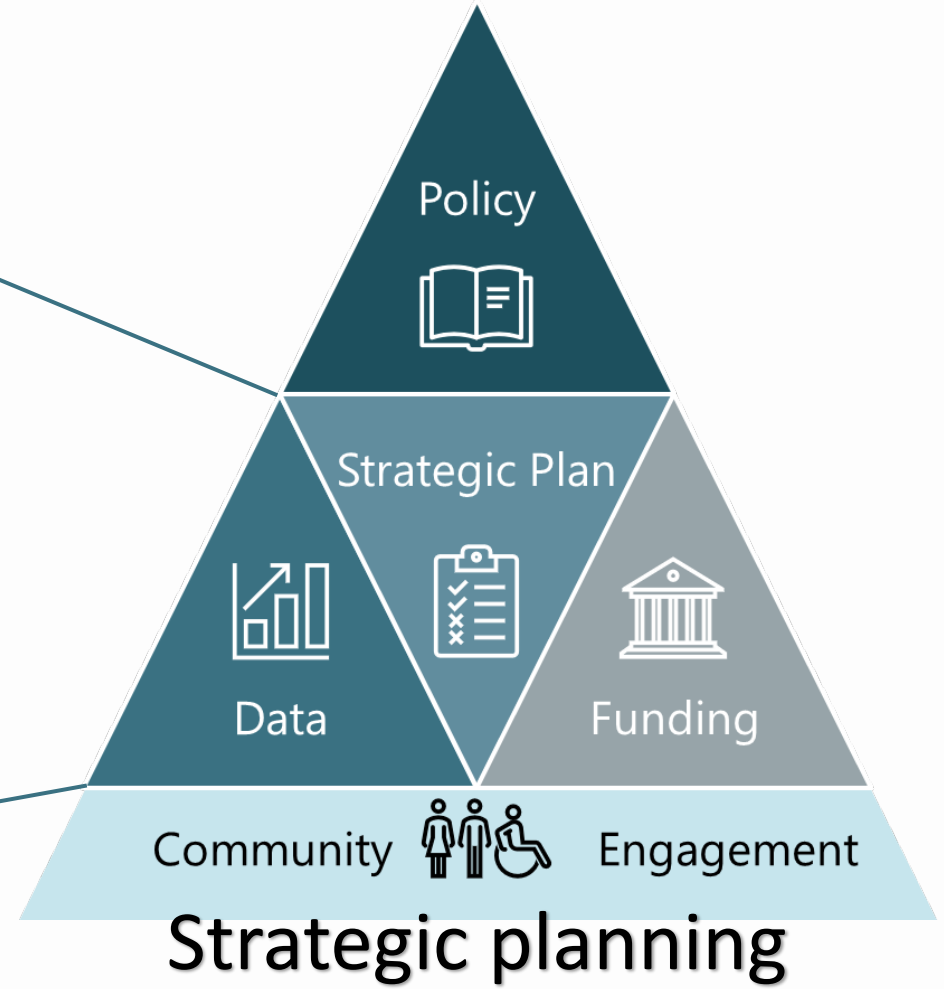 Policy
Strategic Plan
Data
Funding
Community Engagement
Strategic planning